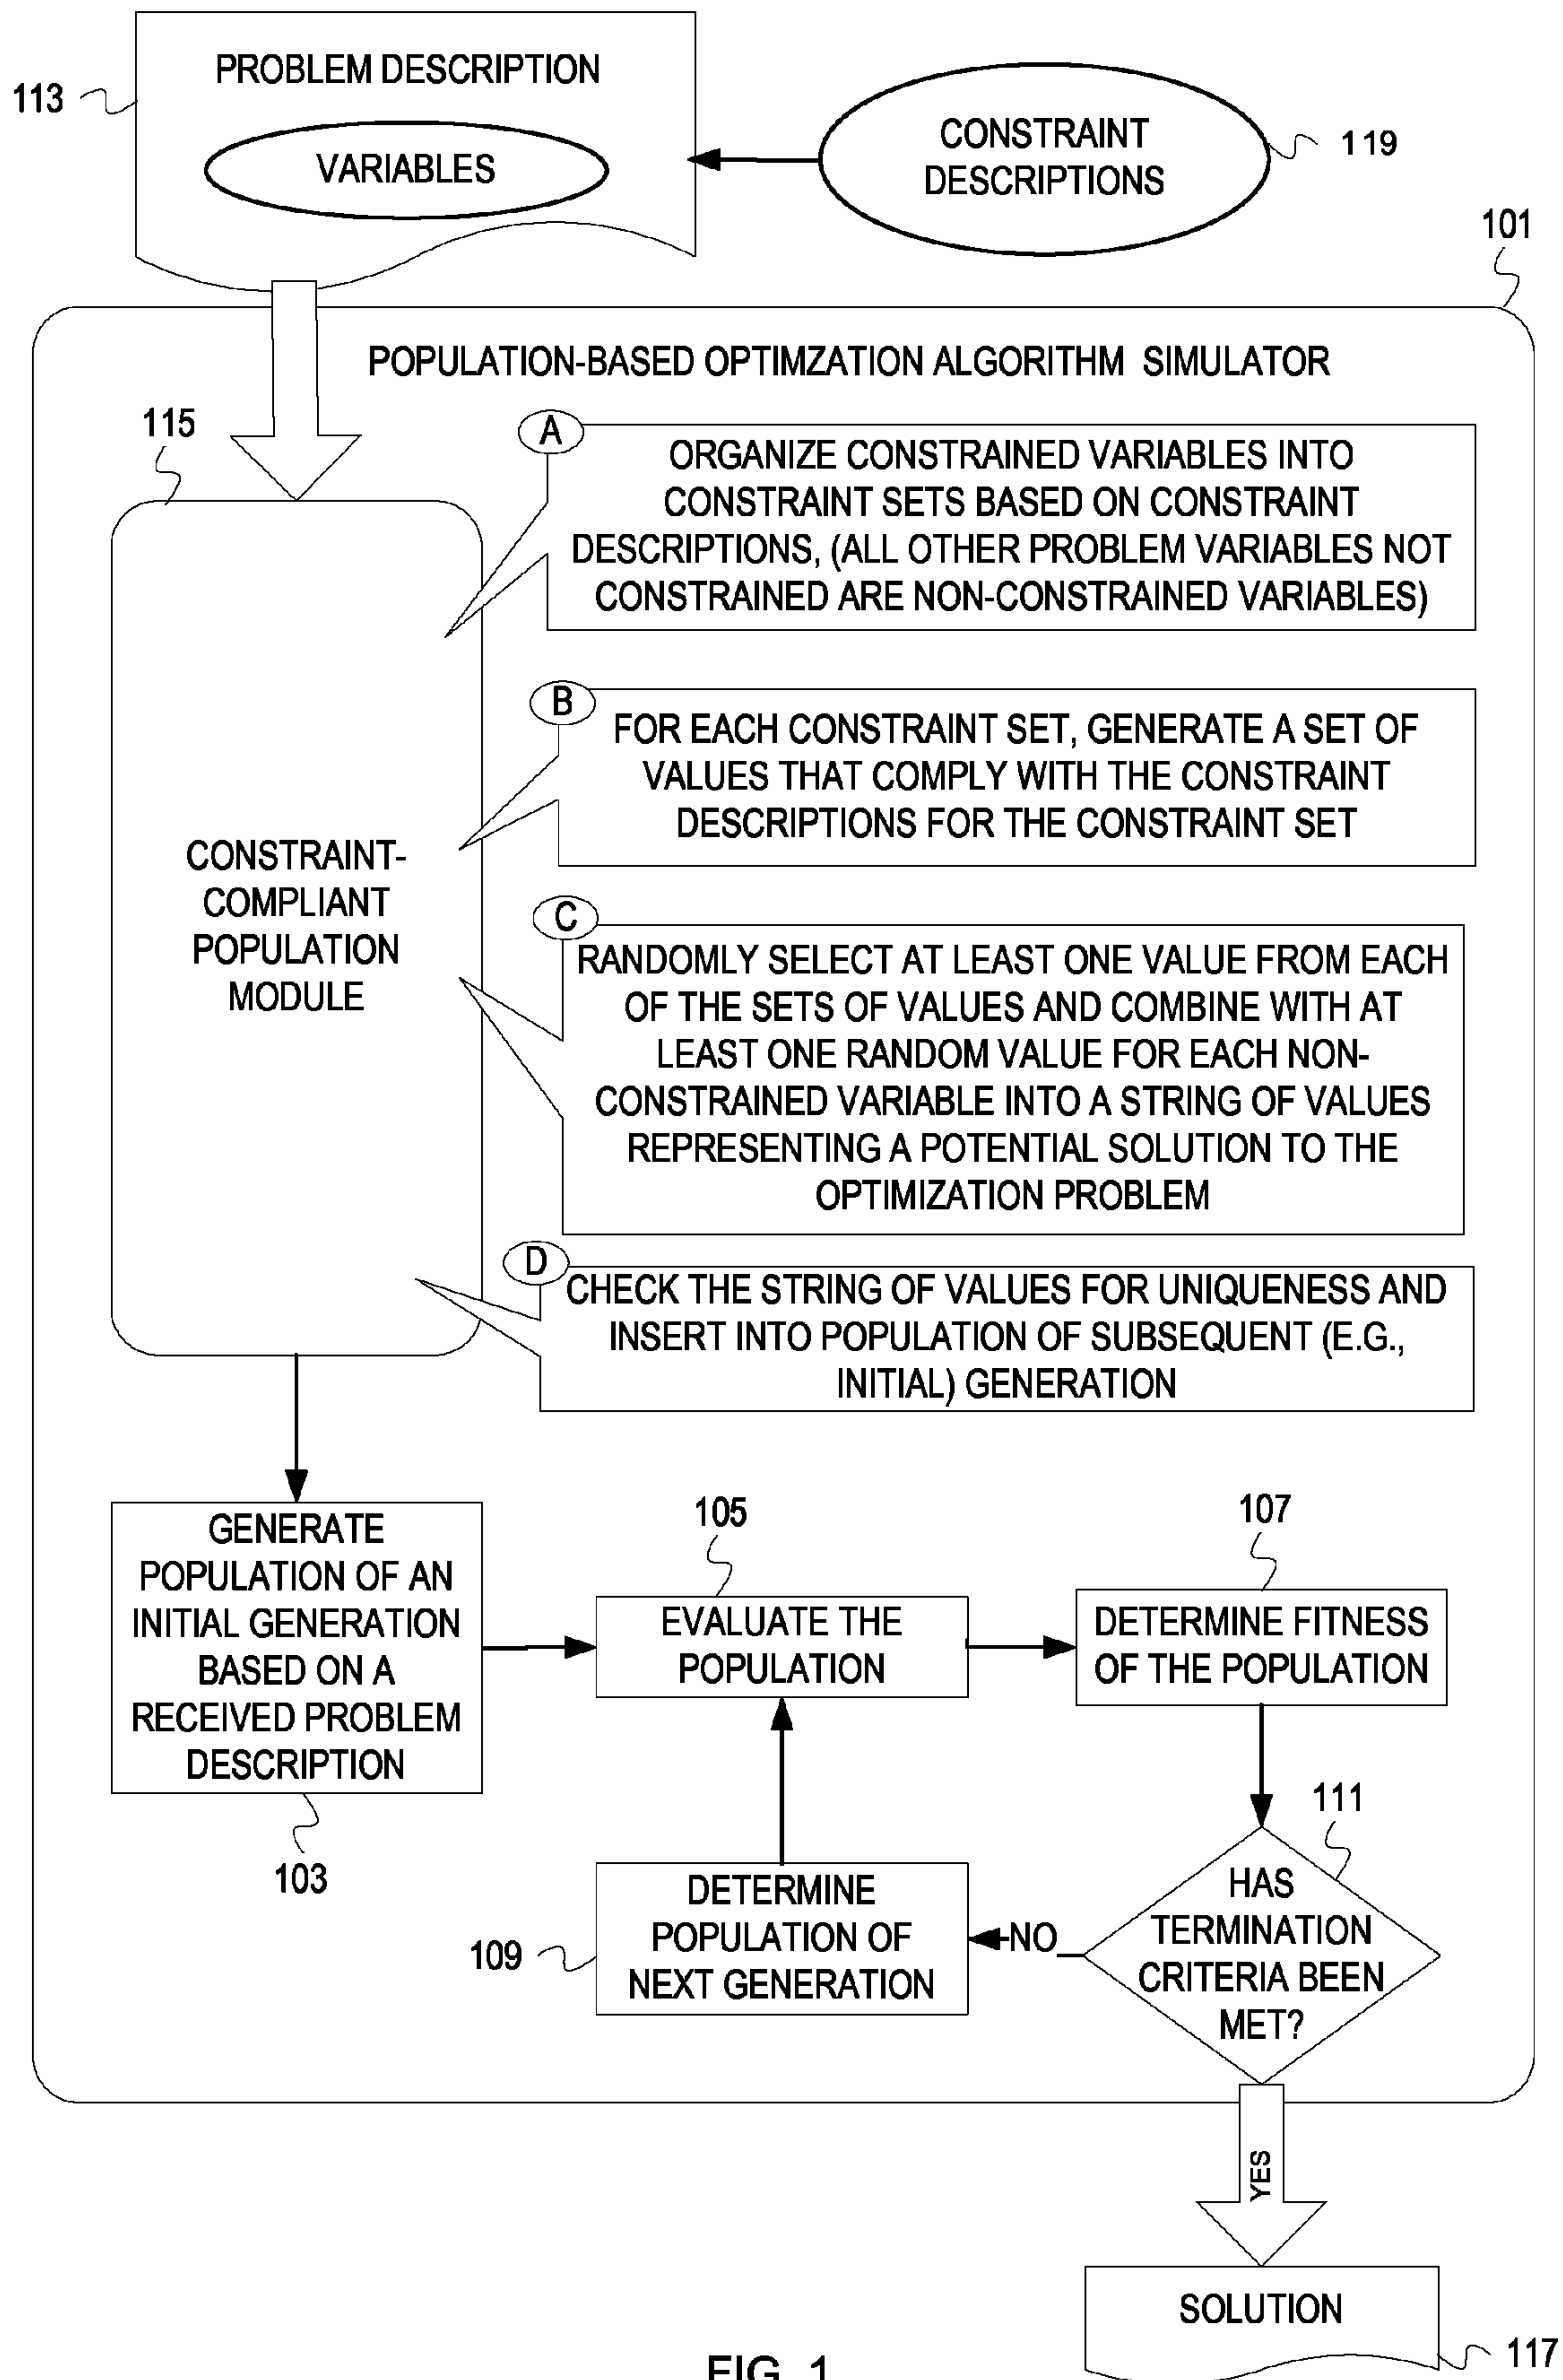 PROBLEM DESCRIPTION
113
VARIABLES
CONSTRAINT
DESCRIPTIONS
119
101
POPULATION-BASED OPTIMZATION ALGORITHM SIMULATOR
115
A
ORGANIZE CONSTRAINED VARIABLES INTO
CONSTRAINT SETS BASED ON CONSTRAINT
DESCRIPTIONS, (ALL OTHER PROBLEM VARIABLES NOT
CONSTRAINED ARE NON-CONSTRAINED VARIABLES)
B
FOR EACH CONSTRAINT SET, GENERATE A SET OF
VALUES THAT COMPLY WITH THE CONSTRAINT
DESCRIPTIONS FOR THE CONSTRAINT SET
CONSTRAINT-
COMPLIANT
POPULATION
MODULE
C
RANDOMLY SELECT AT LEAST ONE VALUE FROM EACH
OF THE SETS OF VALUES AND COMBINE WITH AT
LEAST ONE RANDOM VALUE FOR EACH NON-
CONSTRAINED VARIABLE INTO A STRING OF VALUES
REPRESENTING A POTENTIAL SOLUTION TO THE
OPTIMIZATION PROBLEM
D
CHECK THE STRING OF VALUES FOR UNIQUENESS AND
INSERT INTO POPULATION OF SUBSEQUENT (E.G.,
INITIAL) GENERATION
GENERATE
POPULATION OF AN
INITIAL GENERATION
BASED ON A
RECEIVED PROBLEM
DESCRIPTION
103
105
EVALUATE THE
POPULATION
107
DETERMINE FITNESS
OF THE POPULATION
111
HAS
TERMINATION
CRITERIA BEEN
MET?
NO
109
DETERMINE
POPULATION OF
NEXT GENERATION
YES
SOLUTION
117
FIG. 1